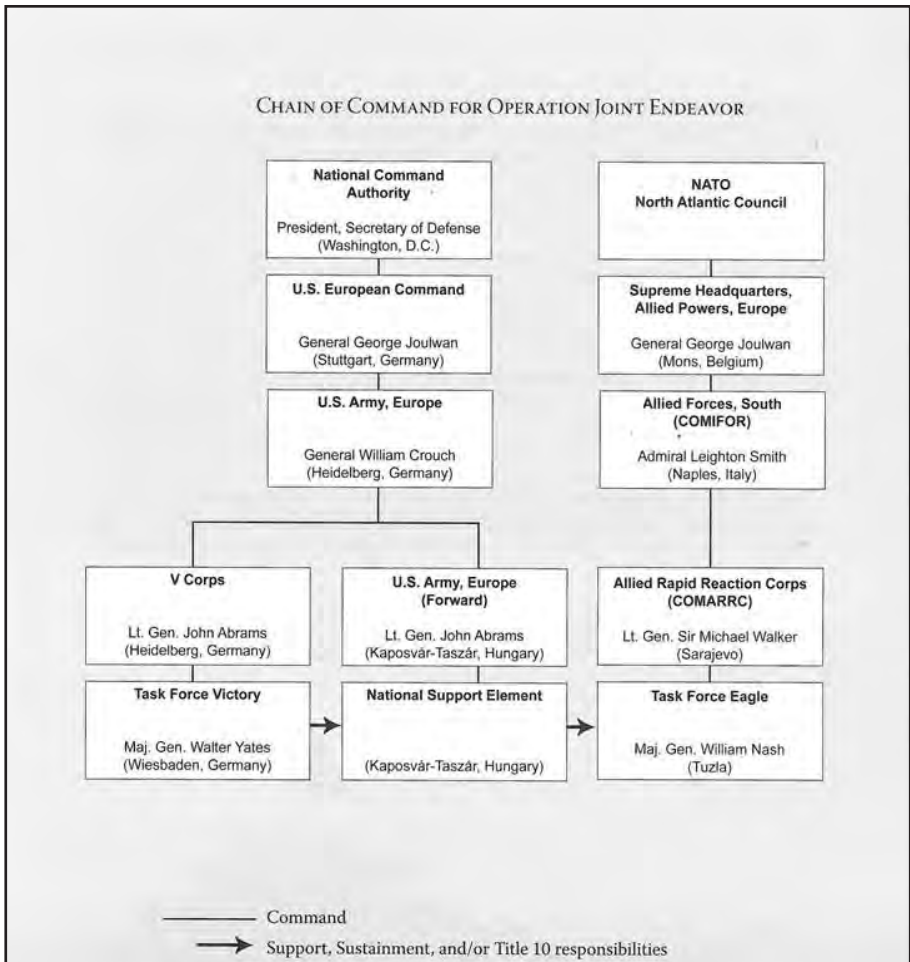 CHAIN OF COMMAND FOR OPERATION JOINT ENDEAVOR
National Command
Authority
President, Secretary of Defense
(Washington, D.C.)
NATO
North Atlantic Council
U.S. European Command
General George Joulwan
(Stuttgart, Germany)
Supreme Headquarters,
Allied Powers, Europe
General George Joulwan
(Mons, Belgium)
U.S. Army, Europe
General William Crouch
(Heidelberg, Germany)
Allied Forces, South
(COMIFOR)
Admiral Leighton Smith
(Naples, Italy)
V Corps
Lt. Gen. John Abrams
(Heidelberg, Germany)
U.S. Army, Europe
(Forward)
Lt. Gen. John Abrams
(Kaposvár-Taszár, Hungary)
Allied Rapid Reaction Corps
(COMARRC)
Lt. Gen. Sir Michael Walker
(Sarajevo)
Task Force Victory
Maj. Gen. Walter Yates
(Wiesbaden, Germany)
National Support Element
(Kaposvár-Taszár, Hungary)
Task Force Eagle
Maj. Gen. William Nash
(Tuzla)
Command
Support, Sustainment, and/or Title 10 responsibilities